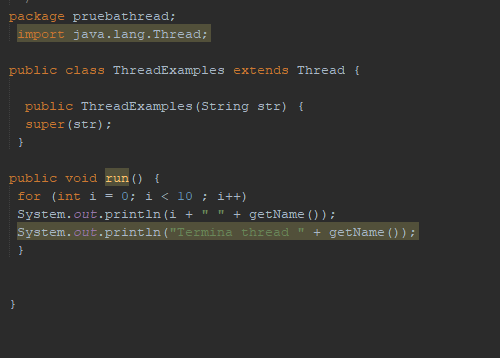 package pruebathread;
import java.lang.Thread;
public class ThreadExamples extends Thread {
public ThreadExamples(String str) {
super(str);
}
public void run() {
for (int i = 0; i < 10 ; i++)
System.out.println(i + " " + getName());
System.out.println("Termina thread " + getName());
}
}